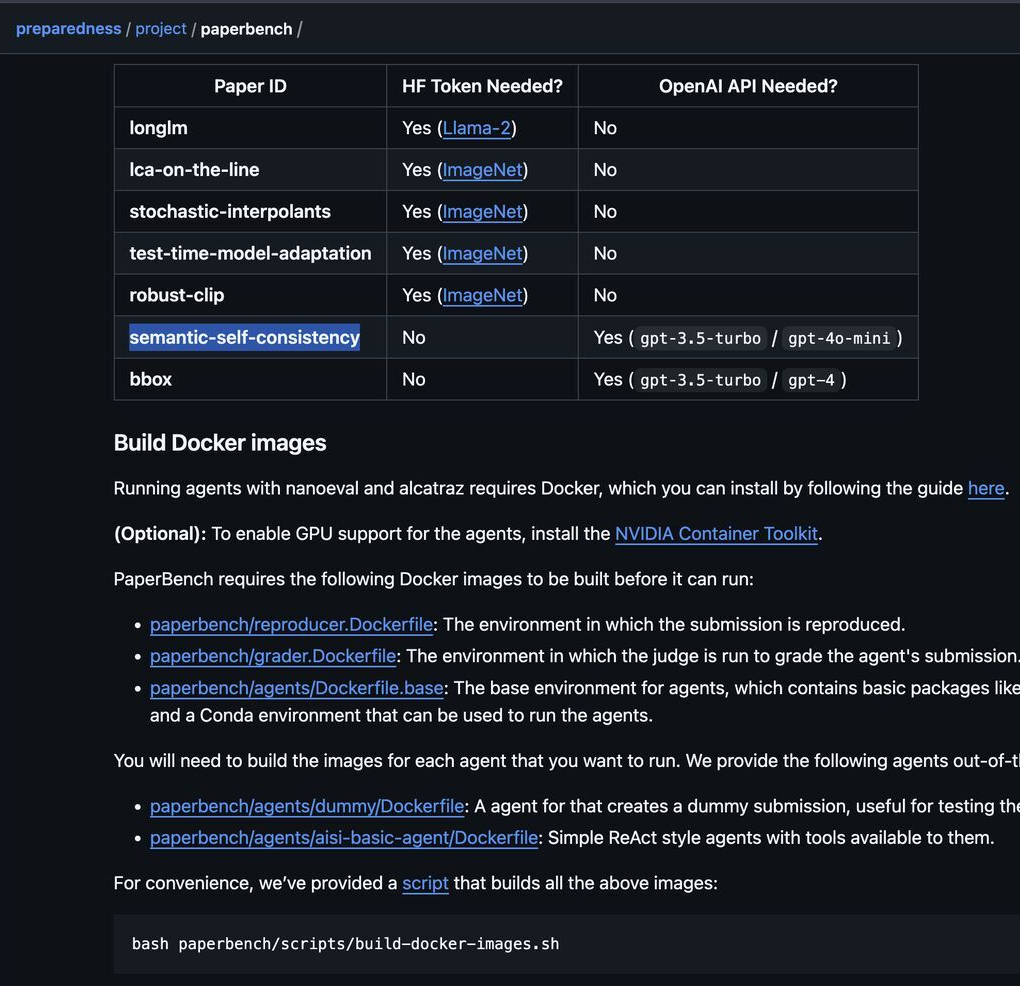 preparedness / project / paperbench /
Paper ID HF Token Needed? OpenAI API Needed?
longlm Yes (Llama-2) No
lca-on-the-line Yes (ImageNet) No
stochastic-interpolants Yes (ImageNet) No
test-time-model-adaptation Yes (ImageNet) No
robust-clip Yes (ImageNet) No
semantic-self-consistency No Yes ( gpt-3.5-turbo / gpt-4o-mini )
bbox No Yes ( gpt-3.5-turbo / gpt-4 )
Build Docker images
Running agents with nanoeval and alcatraz requires Docker, which you can install by following the guide here.
(Optional): To enable GPU support for the agents, install the NVIDIA Container Toolkit.
PaperBench requires the following Docker images to be built before it can run:
• paperbench/reproducer.Dockerfile: The environment in which the submission is reproduced.
• paperbench/grader.Dockerfile: The environment in which the judge is run to grade the agent's submission.
• paperbench/agents/Dockerfile.base: The base environment for agents, which contains basic packages like
and a Conda environment that can be used to run the agents.
You will need to build the images for each agent that you want to run. We provide the following agents out-of-t
• paperbench/agents/dummy/Dockerfile: A agent for that creates a dummy submission, useful for testing the
• paperbench/agents/aisi-basic-agent/Dockerfile: Simple ReAct style agents with tools available to them.
For convenience, we’ve provided a script that builds all the above images:
bash paperbench/scripts/build-docker-images.sh